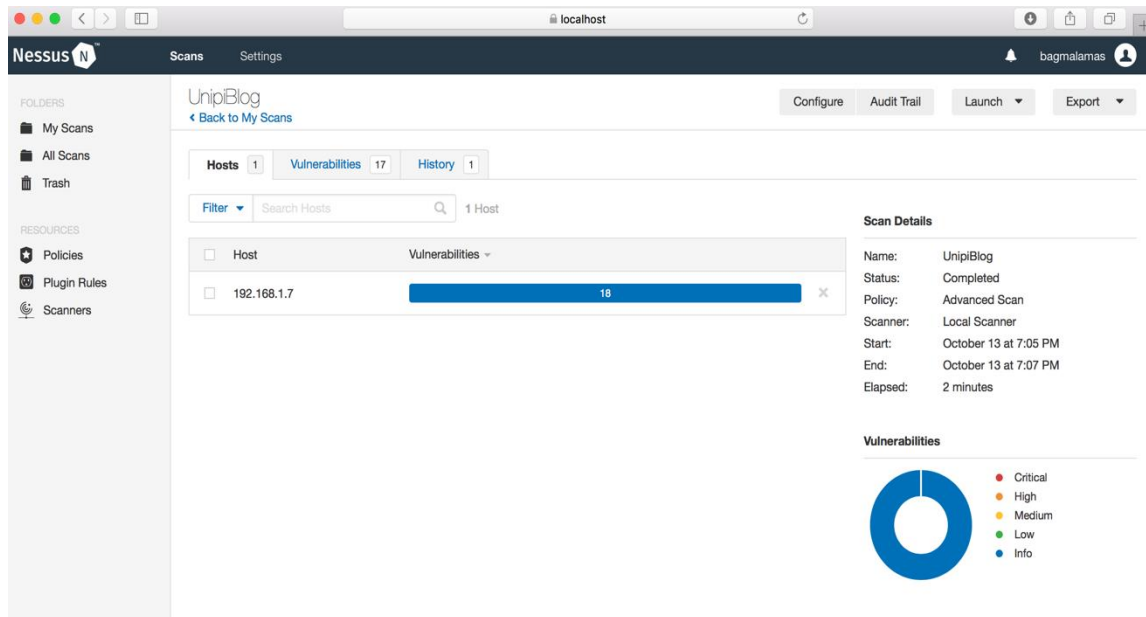 localhost
Nessus N
Scans Settings
bagmalamas
FOLDERS
My Scans
All Scans
Trash
RESOURCES
Policies
Plugin Rules
Scanners
UnipiBlog
Back to My Scans
Configure Audit Trail Launch Export
Hosts 1 Vulnerabilities 17 History 1
Filter Search Hosts 1 Host
Host Vulnerabilities
192.168.1.7 18
Scan Details
Name: UnipiBlog
Status: Completed
Policy: Advanced Scan
Scanner: Local Scanner
Start: October 13 at 7:05 PM
End: October 13 at 7:07 PM
Elapsed: 2 minutes
Vulnerabilities
Critical
High
Medium
Low
Info